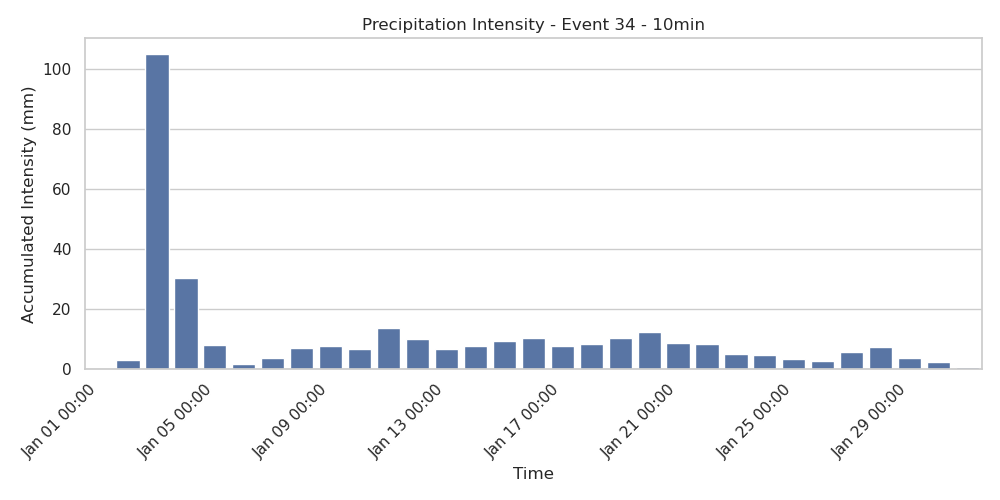 Precipitation Intensity - Event 34 - 10min
Accumulated Intensity (mm)
100
80
60
40
20
0
Jan 01 00:00
Jan 05 00:00
Jan 09 00:00
Jan 13 00:00
Jan 17 00:00
Jan 21 00:00
Jan 25 00:00
Jan 29 00:00
Time